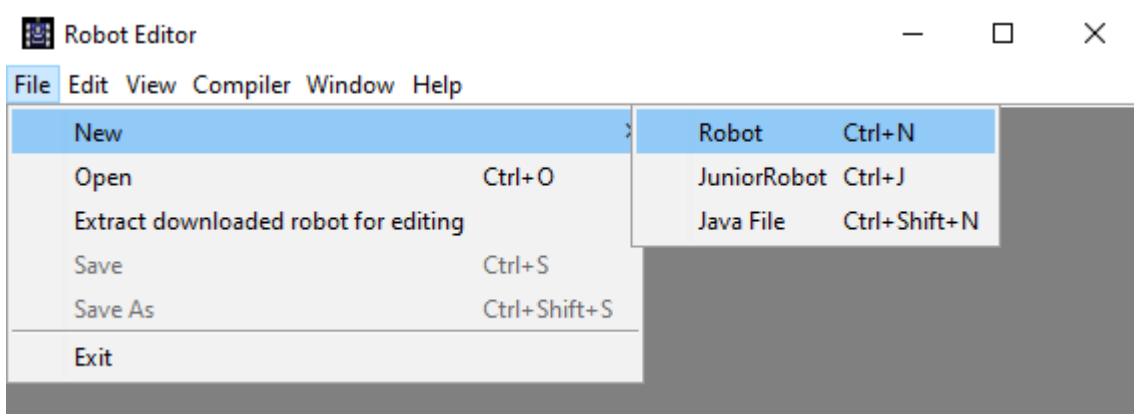 Robot Editor
File Edit View Compiler Window Help
New
Open Ctrl+O
Extract downloaded robot for editing
Save Ctrl+S
Save As Ctrl+Shift+S
Exit
Robot Ctrl+N
JuniorRobot Ctrl+J
Java File Ctrl+Shift+N